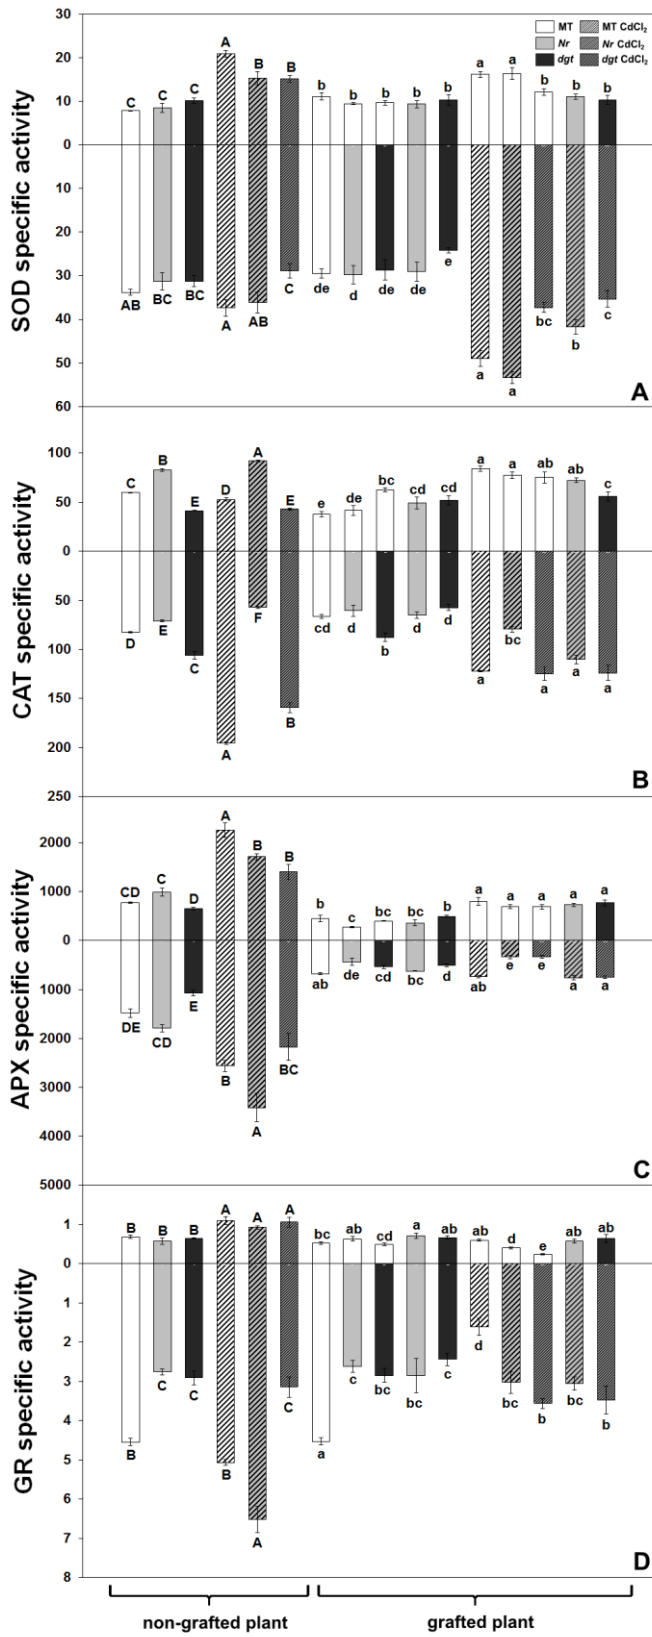 MT MT CdCl₂
Nr Nr CdCl₂
dgt dgt CdCl₂
SOD specific activity
30
20
10
0
10
20
30
40
50
60
C C C A B B b b b b b a a b b b
AB BC BC A AB C de d de de e a a bc b c
A
CAT specific activity
100
50
0
50
100
150
200
250
C B E D A E e de bc cd cd a a ab ab c
D E C A F B cd d b d d a bc a a a
B
APX specific activity
2000
1000
0
1000
2000
3000
4000
5000
CD C D A B B b c bc bc b a a a a a
DE CD E B A BC ab de cd bc d ab e e a a
C
GR specific activity
1
0
1
2
3
4
5
6
7
8
B B B A A A bc ab cd a ab ab d e ab ab
B C C B A C a c bc bc c d bc b bc b
D
non-grafted plant grafted plant